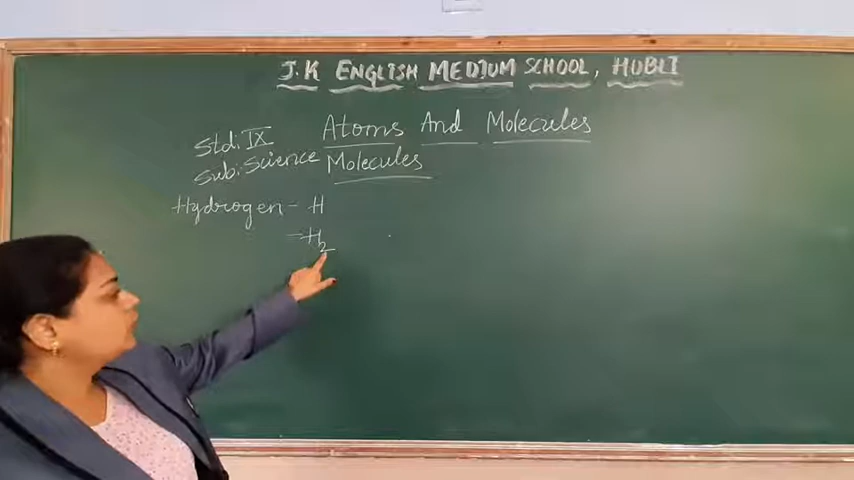 J.K ENGLISH MEDIUM SCHOOL, HUBLI
Atoms And Molecules
Std: IX
Sub: Science
Molecules
Hydrogen - H
- H2